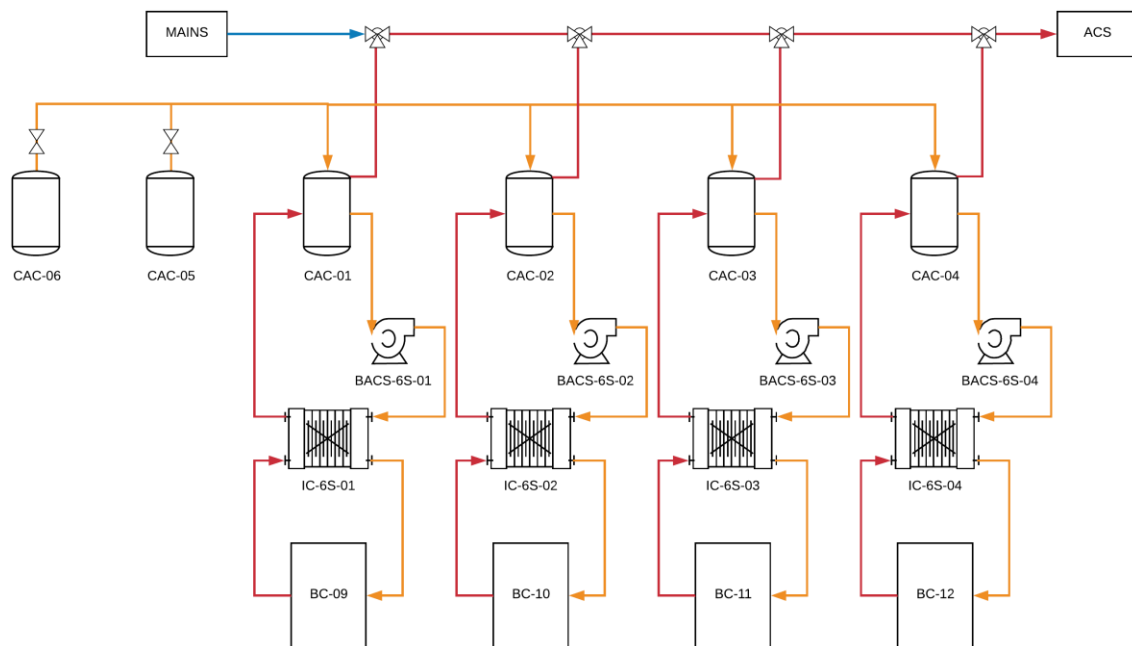 MAINS
ACS
CAC-06
CAC-05
CAC-01
CAC-02
CAC-03
CAC-04
BACS-6S-01
BACS-6S-02
BACS-6S-03
BACS-6S-04
IC-6S-01
IC-6S-02
IC-6S-03
IC-6S-04
BC-09
BC-10
BC-11
BC-12